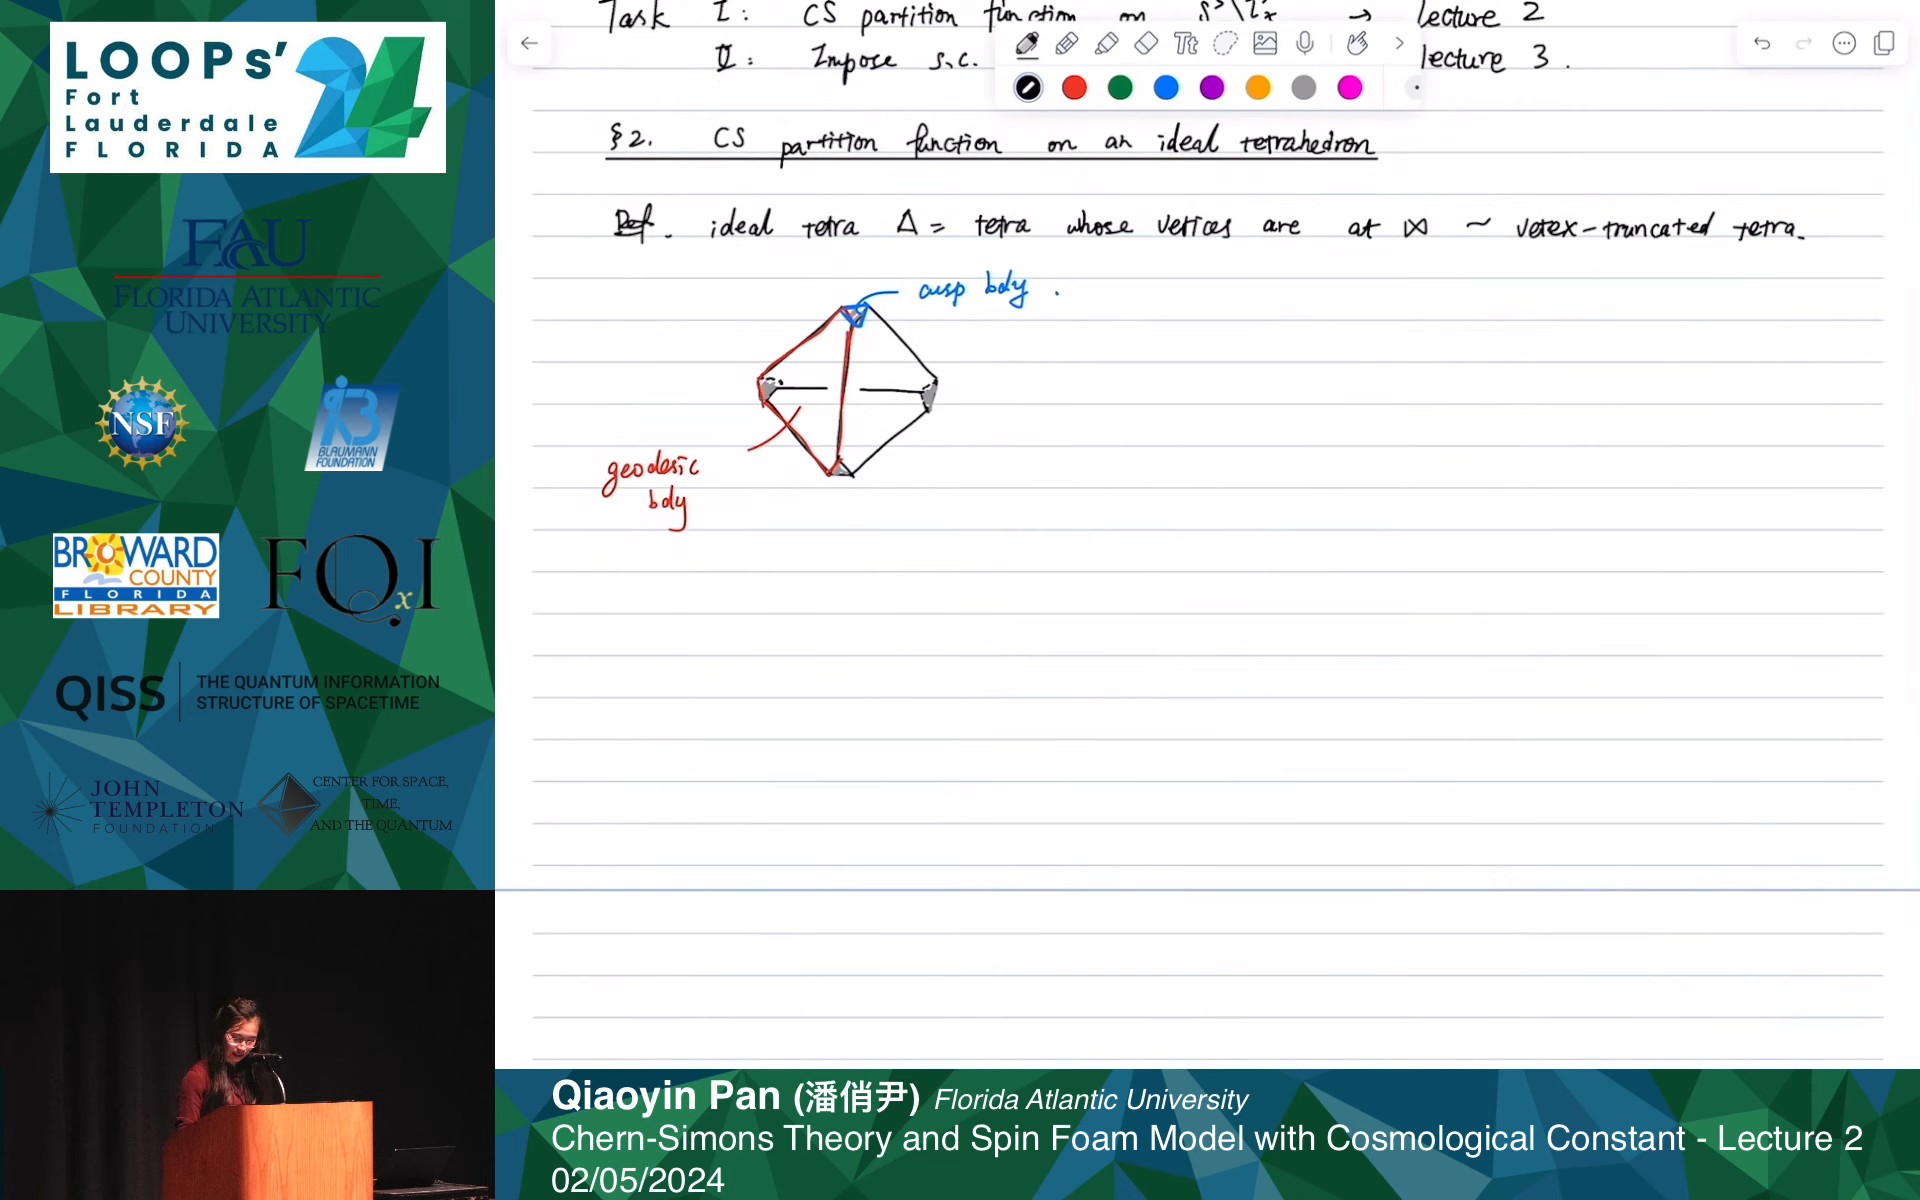 LOOPs' 24
Fort
Lauderdale
FLORIDA
FAU
FLORIDA ATLANTIC
UNIVERSITY
NSF
BLAUMANN
FOUNDATION
BROWARD
COUNTY
FLORIDA
LIBRARY
FQxI
QISS THE QUANTUM INFORMATION
STRUCTURE OF SPACETIME
JOHN
TEMPLETON
FOUNDATION
CENTER FOR SPACE,
TIME,
AND THE QUANTUM
Task I: CS partition function on → lecture 2
II: Impose s.c. lecture 3.
Tt
§2. CS partition function on an ideal tetrahedron
Def. ideal tetra Δ = tetra whose vertices are at ∞ ~ vetex-truncated tetra.
cusp bdy.
geodesic
bdy
Qiaoyin Pan (潘俏尹) Florida Atlantic University
Chern-Simons Theory and Spin Foam Model with Cosmological Constant - Lecture 2
02/05/2024